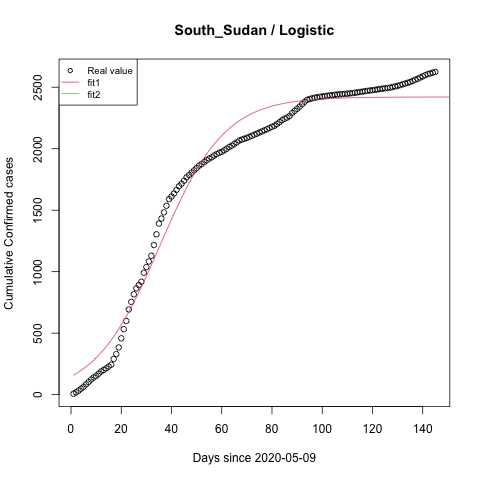 South_Sudan / Logistic
Real value
fit1
fit2
Cumulative Confirmed cases
0
500
1000
1500
2000
2500
0 20 40 60 80 100 120 140
Days since 2020-05-09